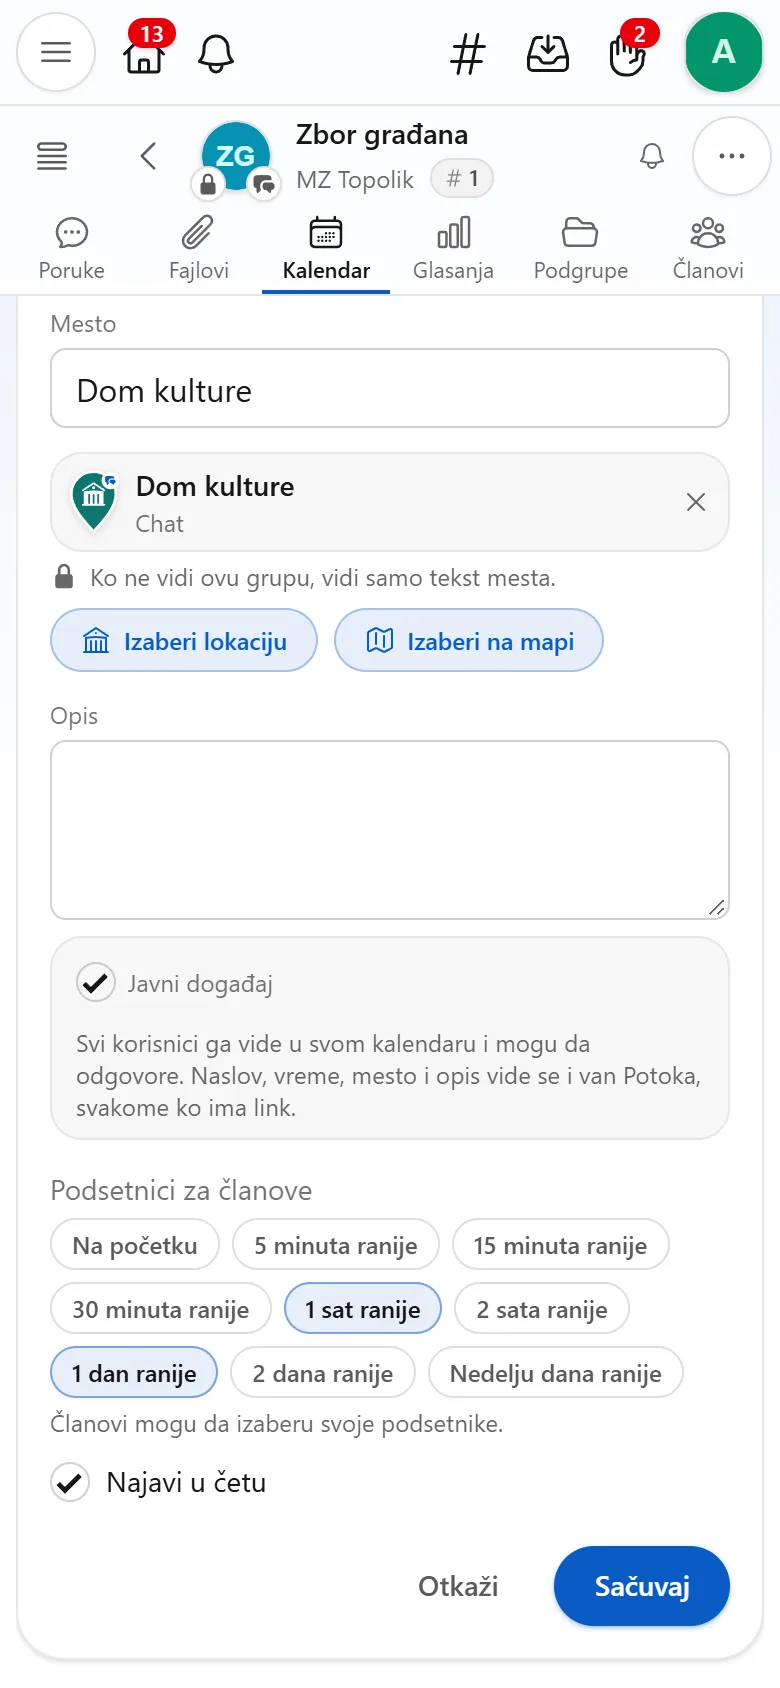 13
2
A
ZG
Zbor građana
MZ Topolik
# 1
Poruke
Fajlovi
Kalendar
Glasanja
Podgrupe
Članovi
Mesto
Dom kulture
Dom kulture
Chat
Ko ne vidi ovu grupu, vidi samo tekst mesta.
Izaberi lokaciju
Izaberi na mapi
Opis
Javni događaj
Svi korisnici ga vide u svom kalendaru i mogu da
odgovore. Naslov, vreme, mesto i opis vide se i van Potoka,
svakome ko ima link.
Podsetnici za članove
Na početku
5 minuta ranije
15 minuta ranije
30 minuta ranije
1 sat ranije
2 sata ranije
1 dan ranije
2 dana ranije
Nedelju dana ranije
Članovi mogu da izaberu svoje podsetnike.
Najavi u četu
Otkaži
Sačuvaj